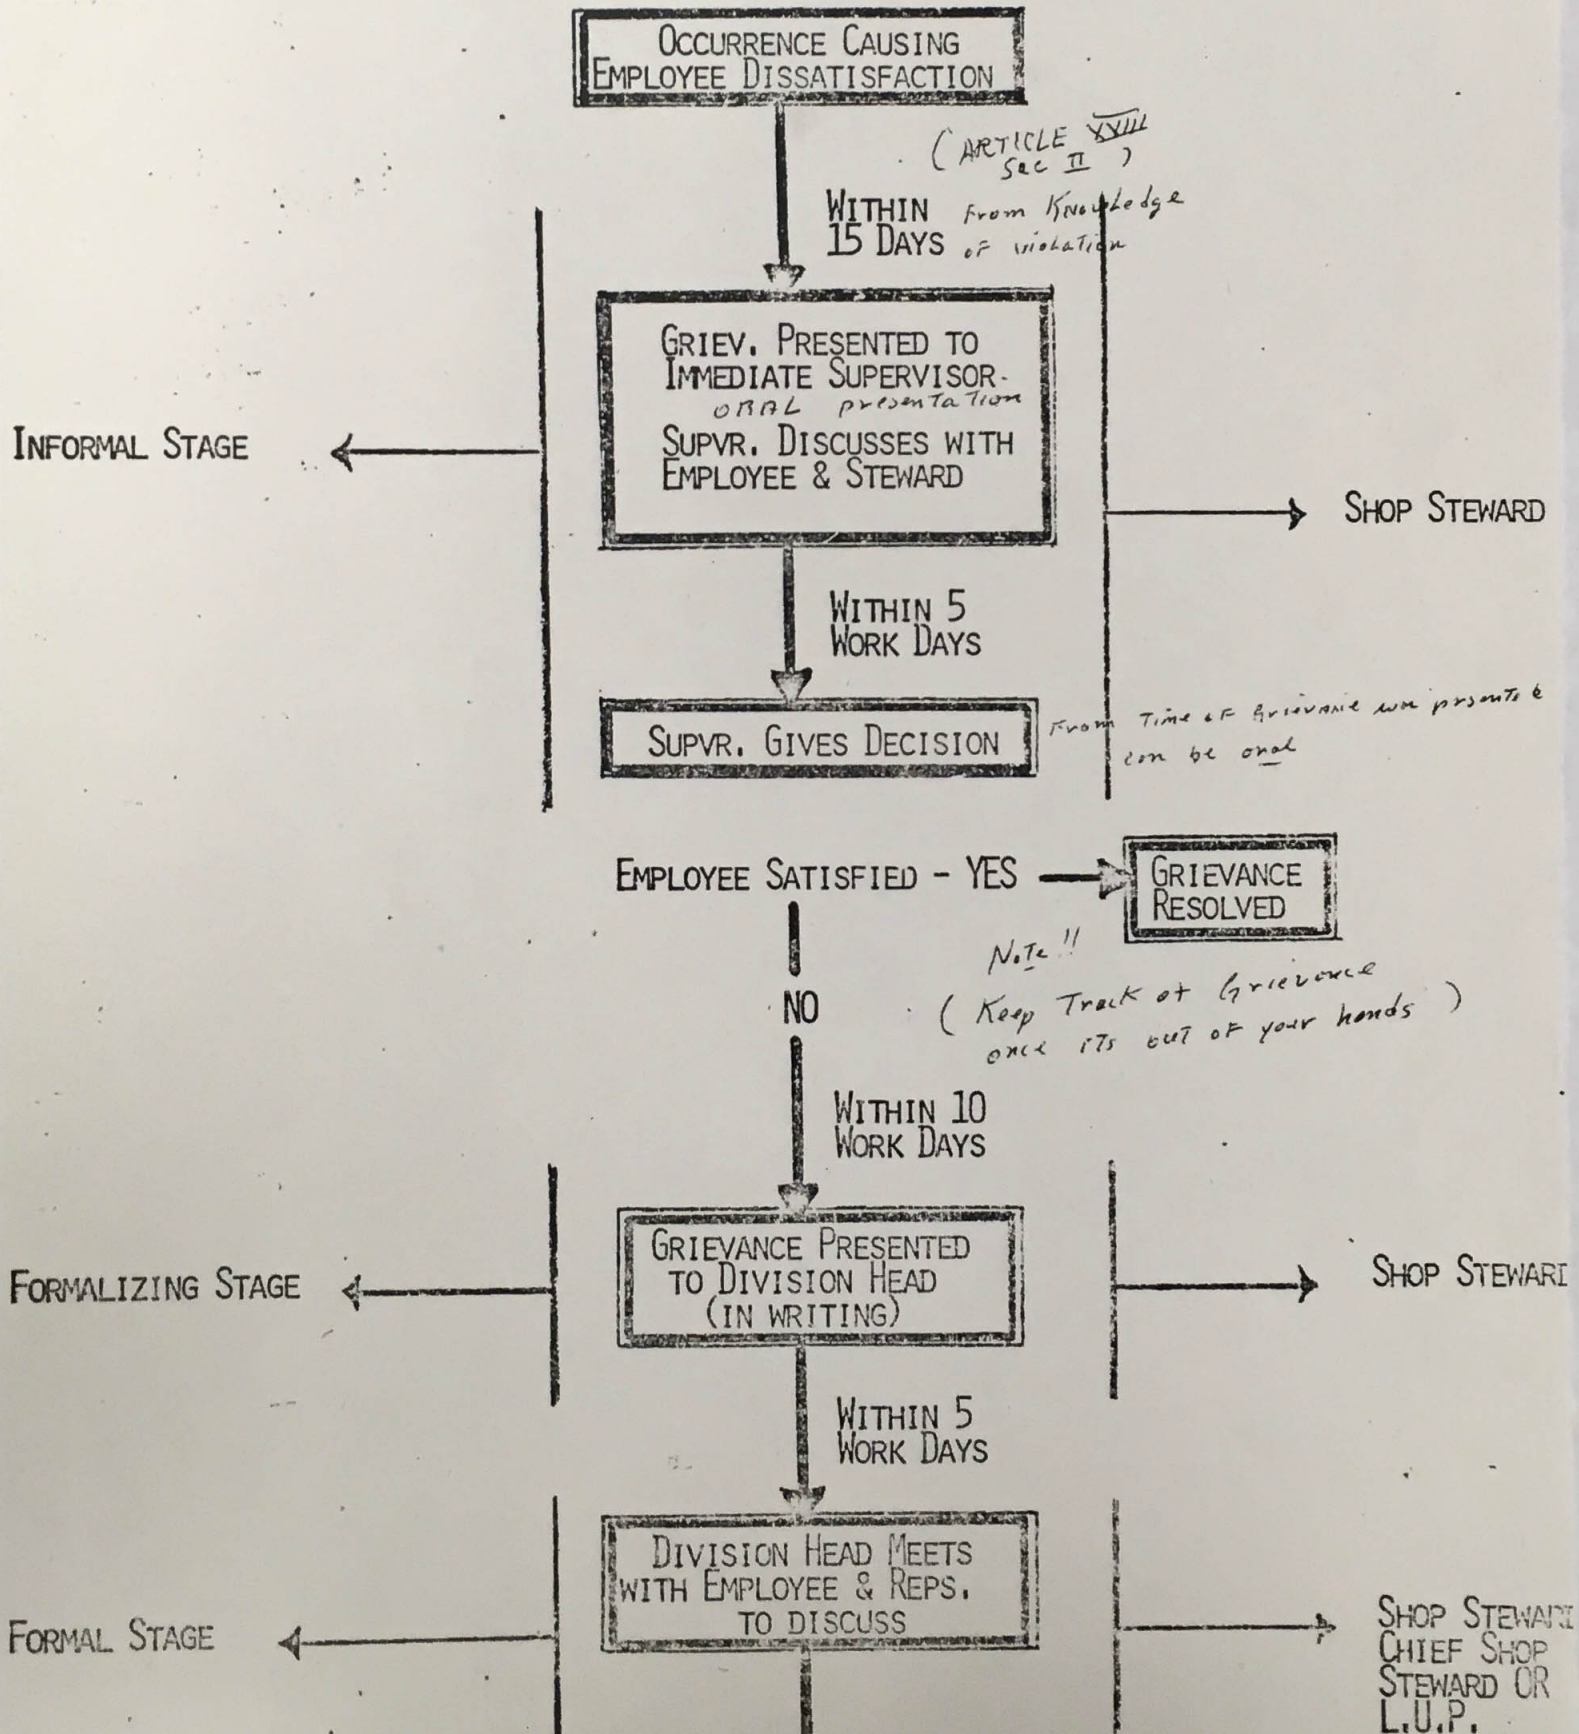 OCCURRENCE CAUSING
EMPLOYEE DISSATISFACTION
(ARTICLE XVIII
Sec II)
WITHIN
15 DAYS
From Knowledge
of violation
GRIEV. PRESENTED TO
IMMEDIATE SUPERVISOR-
ORAL presentation
SUPVR. DISCUSSES WITH
EMPLOYEE & STEWARD
INFORMAL STAGE
SHOP STEWARD
WITHIN 5
WORK DAYS
SUPVR. GIVES DECISION
From Time of Grievance
can be oral
EMPLOYEE SATISFIED - YES
GRIEVANCE
RESOLVED
NO
Note!!
(Keep Track of Grievance
once its out of your hands)
WITHIN 10
WORK DAYS
GRIEVANCE PRESENTED
TO DIVISION HEAD
(IN WRITING)
FORMALIZING STAGE
SHOP STEWARD
WITHIN 5
WORK DAYS
DIVISION HEAD MEETS
WITH EMPLOYEE & REPS.
TO DISCUSS
FORMAL STAGE
SHOP STEWARD
CHIEF SHOP
STEWARD OR
L.U.P.